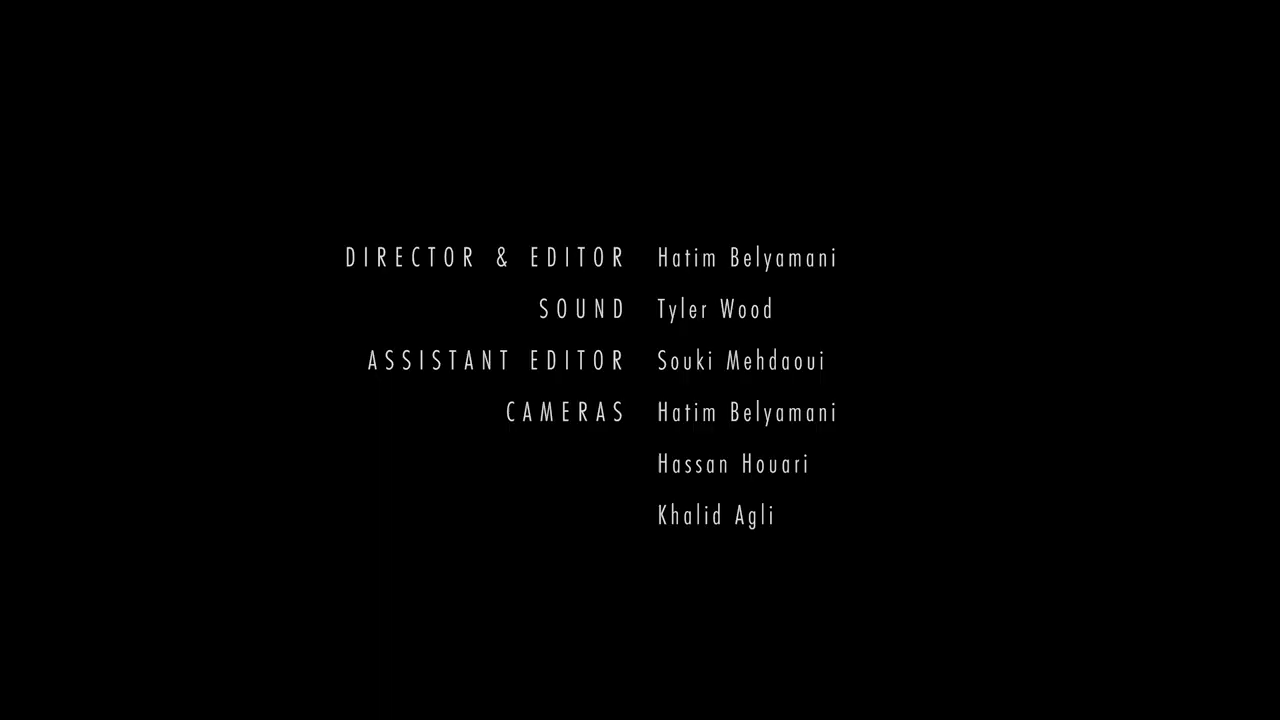 DIRECTOR & EDITOR Hatim Belyamani
SOUND Tyler Wood
ASSISTANT EDITOR Souki Mehdaoui
CAMERAS Hatim Belyamani
Hassan Houari
Khalid Agli